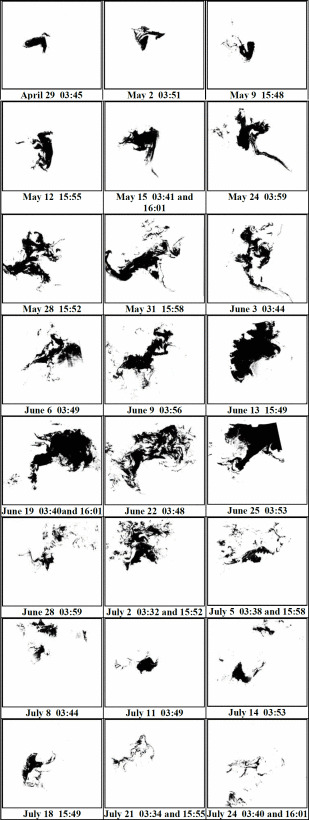 April 29 03:45
May 2 03:51
May 9 15:48
May 12 15:55
May 15 03:41 and
16:01
May 24 03:59
May 28 15:52
May 31 15:58
June 3 03:44
June 6 03:49
June 9 03:56
June 13 15:49
June 19 03:40and 16:01
June 22 03:48
June 25 03:53
June 28 03:59
July 2 03:32 and 15:52
July 5 03:38 and 15:58
July 8 03:44
July 11 03:49
July 14 03:53
July 18 15:49
July 21 03:34 and 15:55
July 24 03:40 and 16:01